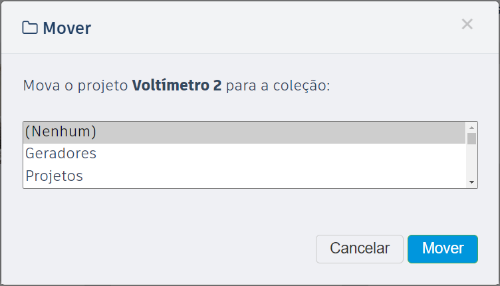 Mover
Mova o projeto Voltímetro 2 para a coleção:
(Nenhum)
Geradores
Projetos
Cancelar Mover